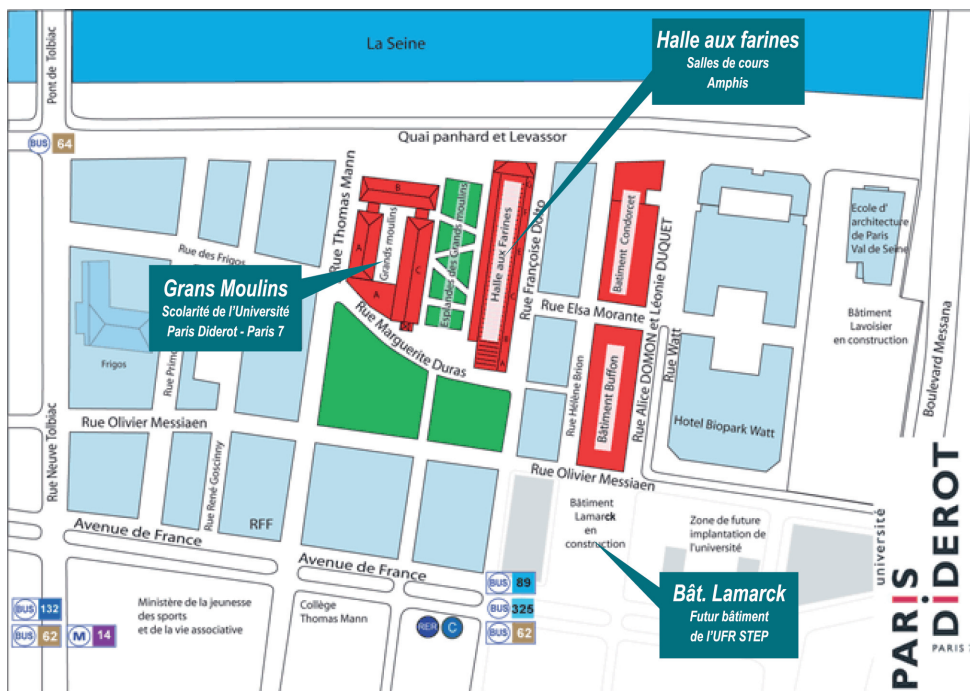 La Seine
Pont de Tolbiac
Halle aux farines
Salles de cours
Amphis
BUS 64
Quai panhard et Levassor
Rue Thomas Mann
B
A
Grands moulins
C
A
Esplandes des Grands moulins
Halle aux Farines
G
F
E
E
C
B
A
Rue Françoise Dolto
Batiment Condorcet
Rue Alice DOMON et Léonie DUQUET
Rue Watt
Ecole d'
architecture de
Paris
Val de Seine
Bâtiment
Lavoisier
en construction
Boulevard Messana
Rue des Frigos
Grans Moulins
Scolarité de l'Université
Paris Diderot - Paris 7
Rue Elsa Morante
Rue Marguerite Duras
Frigos
Rue Primo
Rue Hélène Brion
Bâtiment Buffon
Hotel Biopark Watt
Rue Olivier Messiaen
Rue Neuve Tolbiac
Rue René Goscinny
RFF
Rue Olivier Messiaen
Avenue de France
Avenue de France
Bâtiment
Lamarck
en
construction
Zone de future
implantation de
l'université
BUS 89
BUS 325
BUS 62
Bât. Lamarck
Futur bâtiment
de l'UFR STEP
BUS 132
BUS 62
M 14
Ministère de la jeunesse
des sports
et de la vie associative
Collège
Thomas Mann
RER C
université
PARIS
DIDEROT
PARIS 7